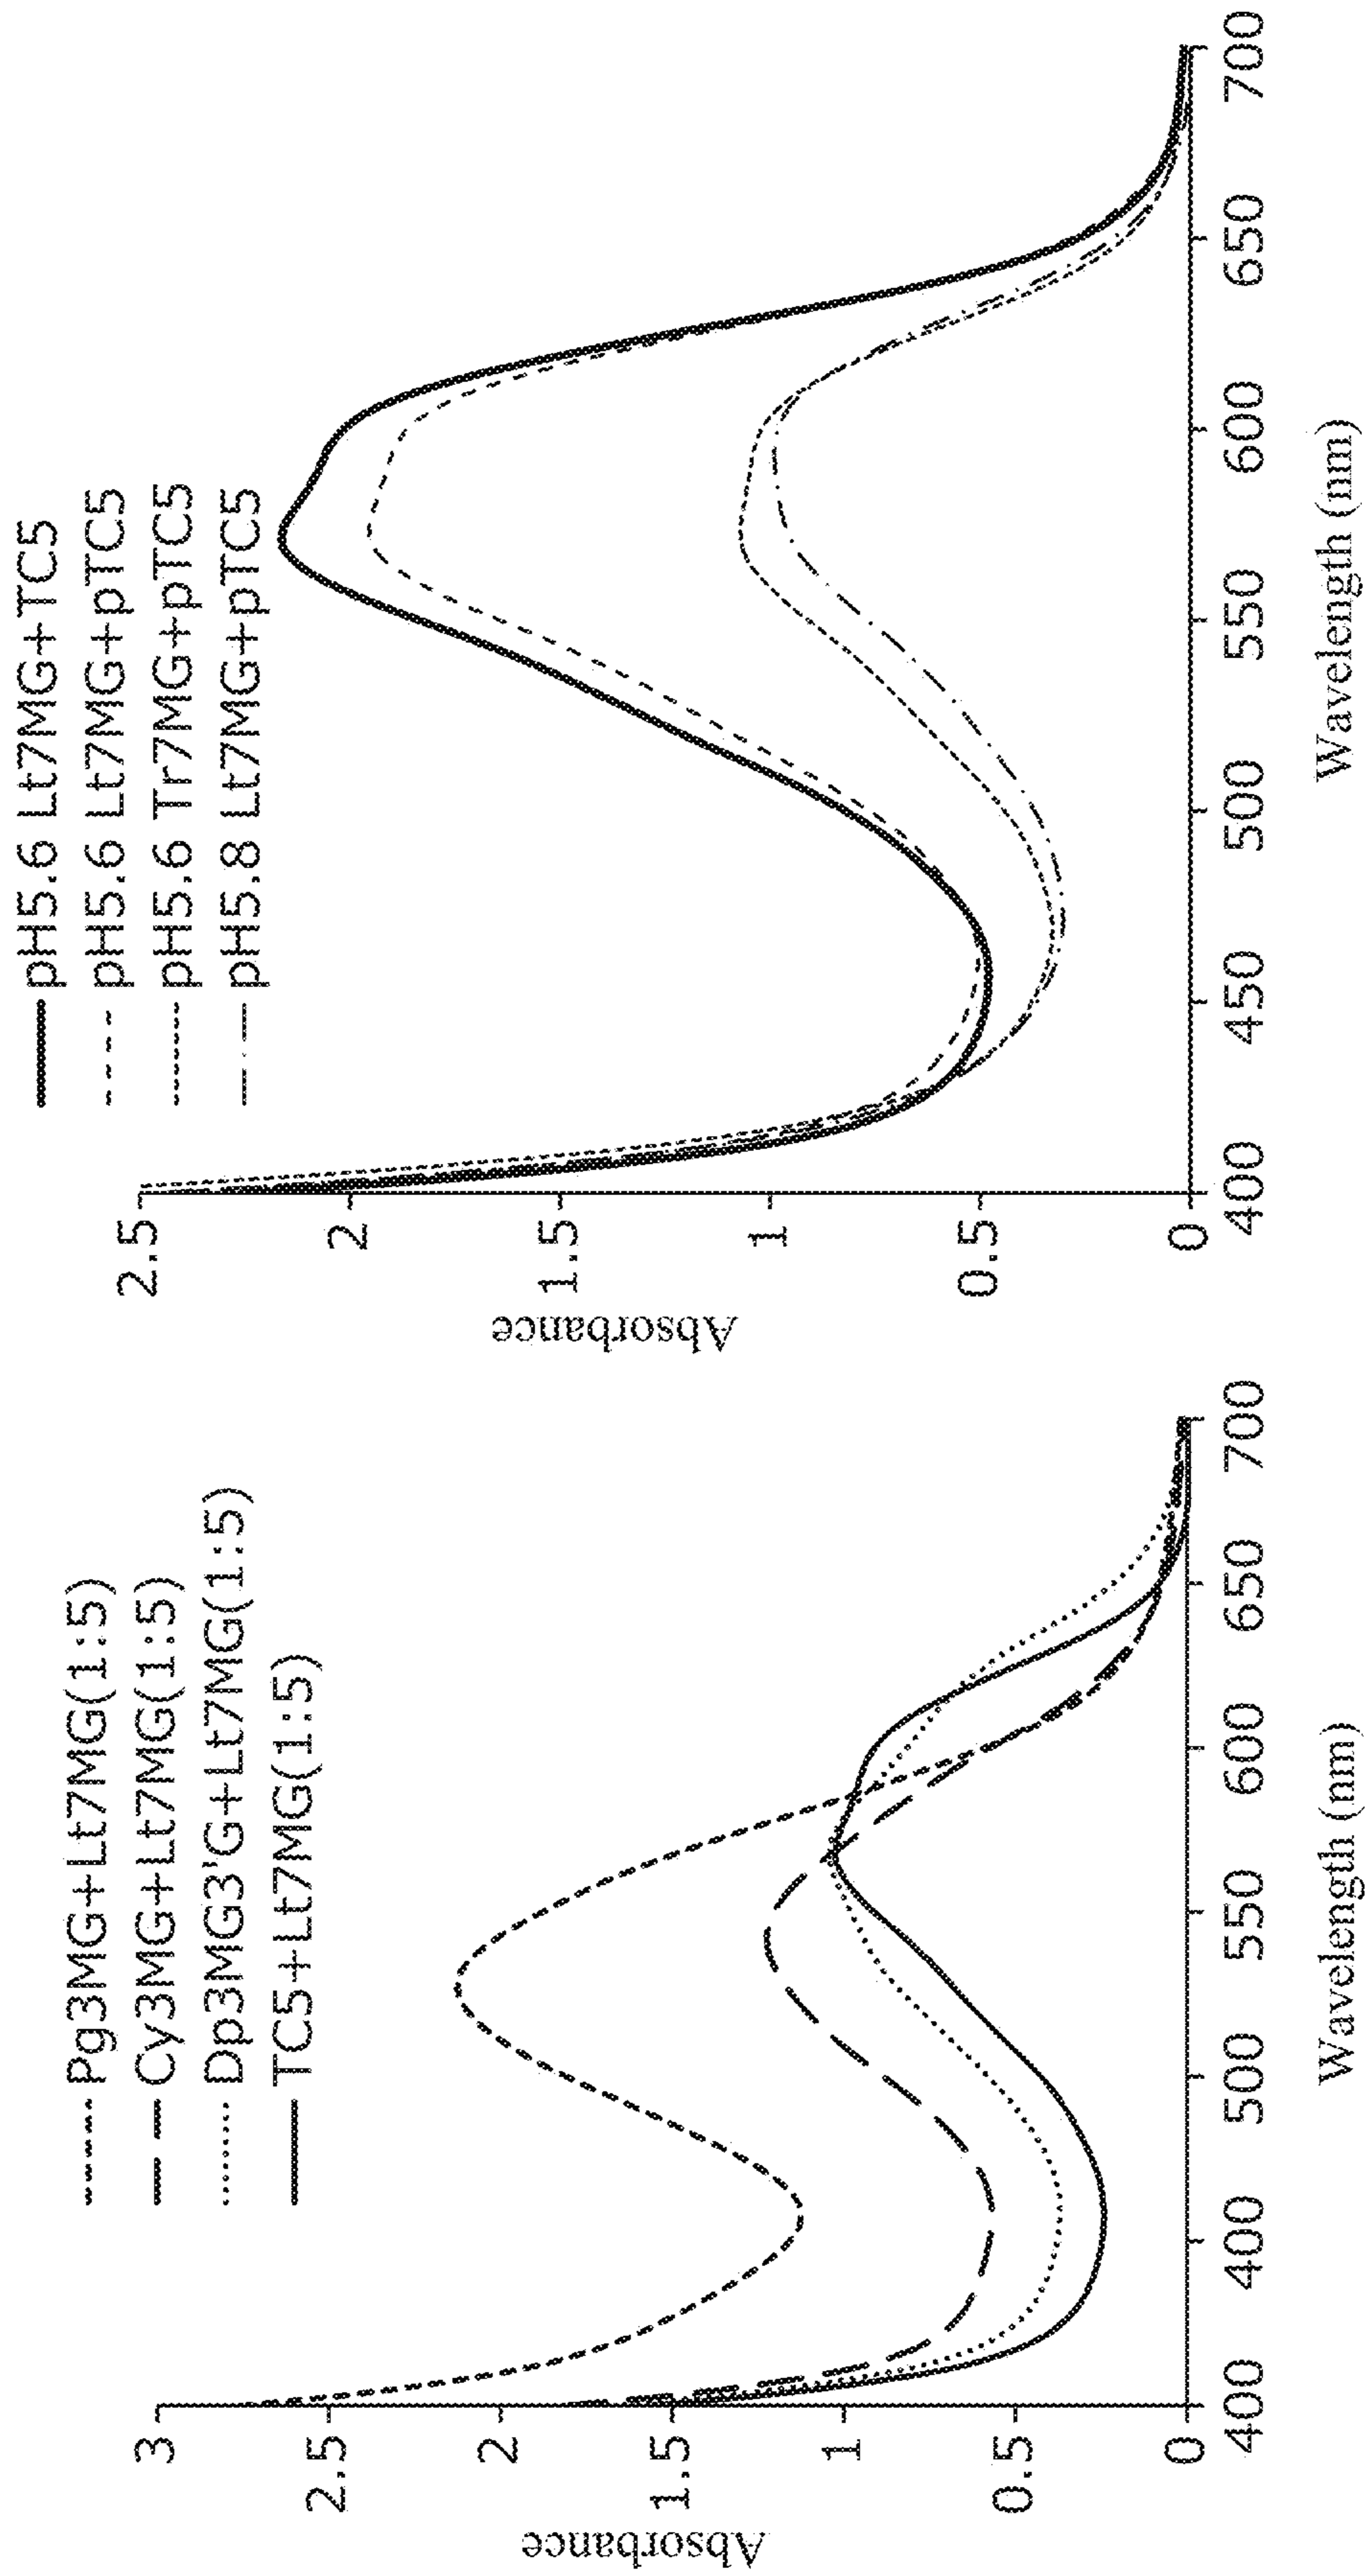 Pg3MG+Lt7MG(1:5)
Cy3MG+Lt7MG(1:5)
Dp3MG3'G+Lt7MG(1:5)
TC5+Lt7MG(1:5)
Absorbance
3
2.5
2
1.5
1
0.5
0
400
400
500
550
600
650
700
Wavelength (nm)
pH5.6 Lt7MG+TC5
pH5.6 Lt7MG+pTC5
pH5.6 Tr7MG+pTC5
pH5.8 Lt7MG+pTC5
Absorbance
2.5
2
1.5
1
0.5
0
400
450
500
550
600
650
700
Wavelength (nm)